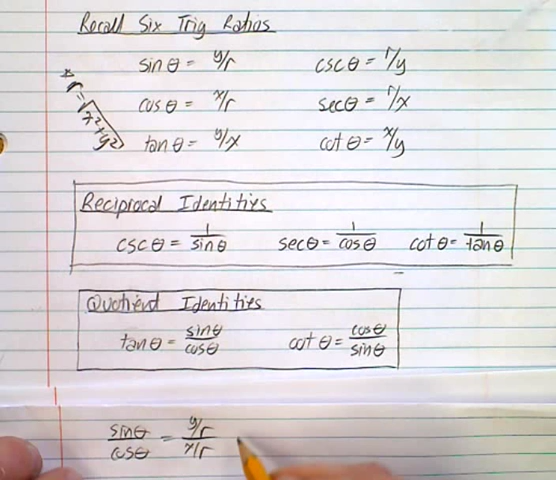 Recall Six Trig Ratios
sin θ = y/r    csc θ = r/y
* r = √x²+y²
cos θ = x/r    sec θ = r/x
tan θ = y/x    cot θ = x/y
Reciprocal Identities
csc θ = 1/sin θ    sec θ = 1/cos θ    cot θ = 1/tan θ
Quotient Identities
tan θ = sin θ/cos θ    cot θ = cos θ/sin θ
sin θ/cos θ = y/r / x/r